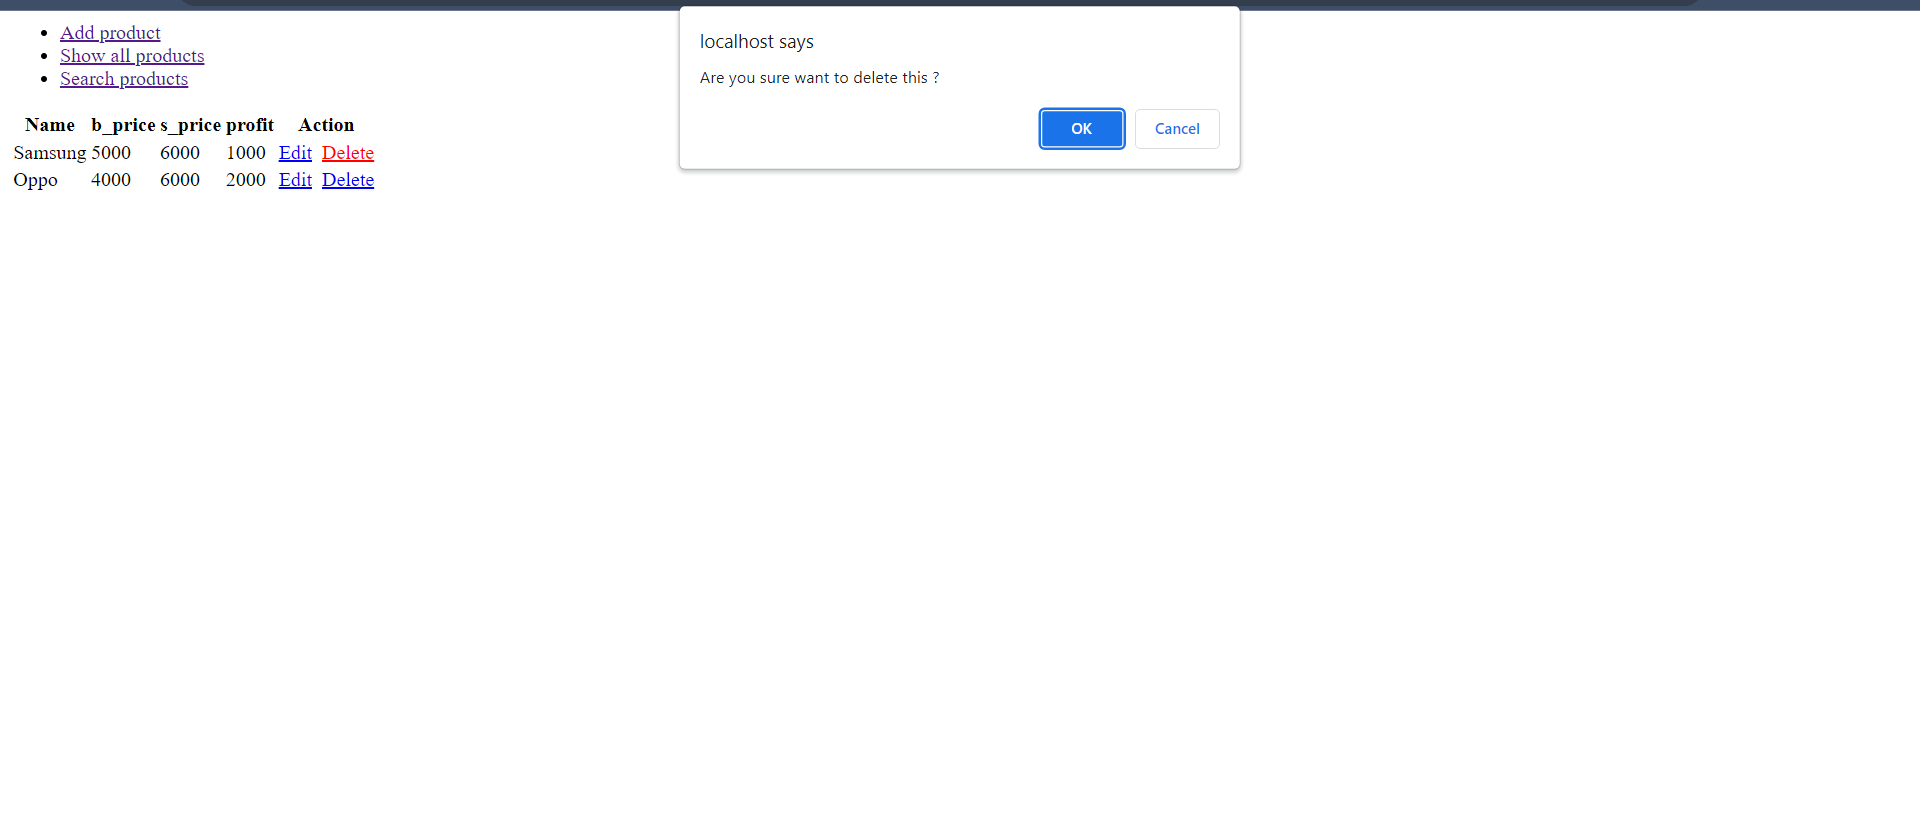 Add product
Show all products
Search products
localhost says
Are you sure want to delete this ?
OK Cancel
Name b_price s_price profit Action
Samsung 5000 6000 1000 Edit Delete
Oppo 4000 6000 2000 Edit Delete